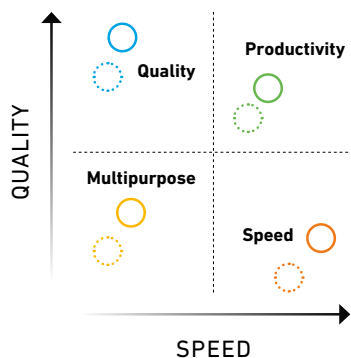 Productivity
Quality
QUALITY
Multipurpose
Speed
SPEED